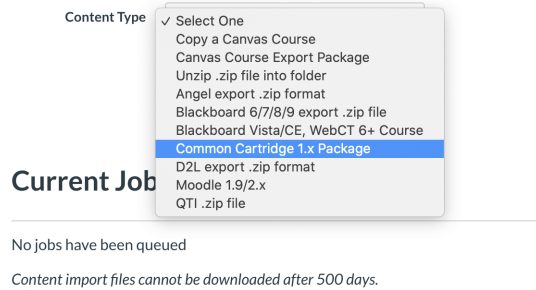 Content Type
✓ Select One
Copy a Canvas Course
Canvas Course Export Package
Unzip .zip file into folder
Angel export .zip format
Blackboard 6/7/8/9 export .zip file
Blackboard Vista/CE, WebCT 6+ Course
Common Cartridge 1.x Package
D2L export .zip format
Moodle 1.9/2.x
QTI .zip file
Current Job
No jobs have been queued
Content import files cannot be downloaded after 500 days.